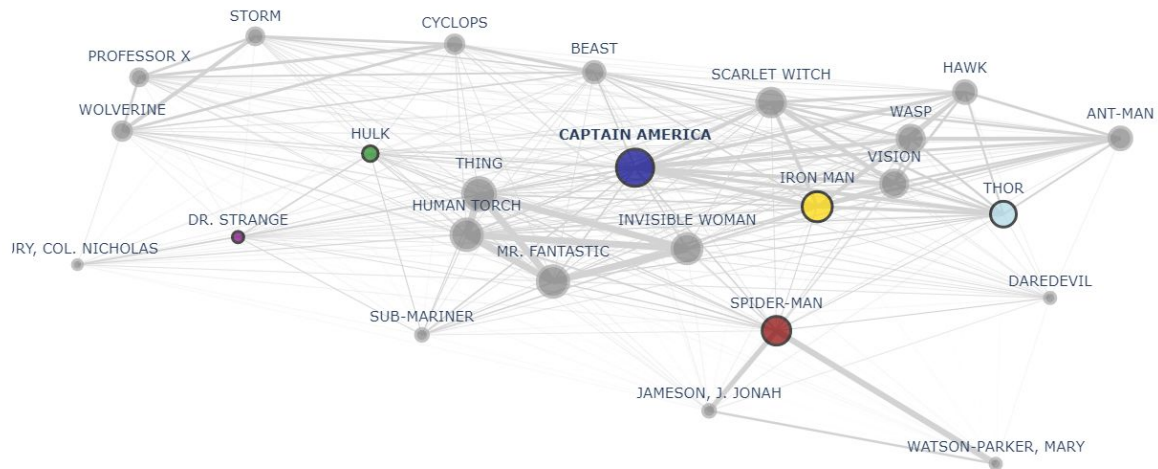 STORM
CYCLOPS
PROFESSOR X
BEAST
SCARLET WITCH
HAWK
WOLVERINE
WASP
ANT-MAN
HULK
CAPTAIN AMERICA
THING
VISION
IRON MAN
THOR
HUMAN TORCH
DR. STRANGE
INVISIBLE WOMAN
IRY, COL. NICHOLAS
MR. FANTASTIC
DAREDEVIL
SPIDER-MAN
SUB-MARINER
JAMESON, J. JONAH
WATSON-PARKER, MARY